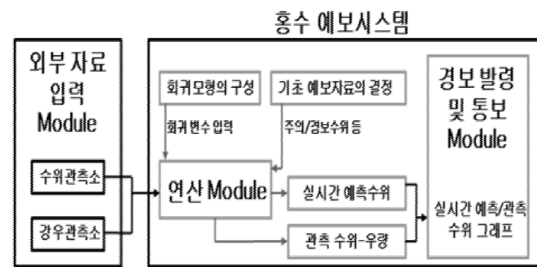 홍수 예보시스템
외부 자료
입력
Module
수위관측소
강우관측소
회귀모형의 구성
기초 예보자료의 결정
회귀 변수 입력
주의/경보수위 등
연산 Module
실시간 예측수위
관측 수위-우량
경보 발령
및 통보
Module
실시간 예측/관측
수위 그래프